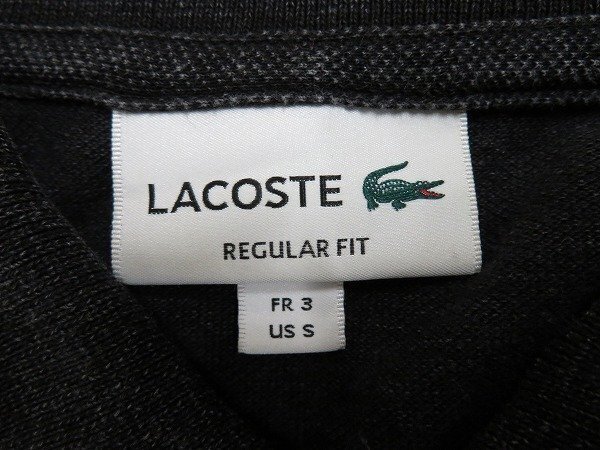 LACOSTE
REGULAR FIT
FR 3
US S